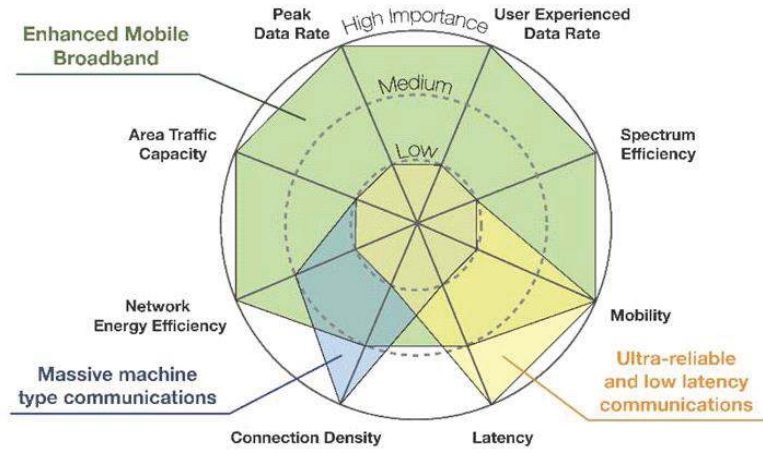 Peak
Data Rate
High Importance
User Experienced
Data Rate
Enhanced Mobile
Broadband
Medium
Area Traffic
Capacity
Low
Spectrum
Efficiency
Network
Energy Efficiency
Mobility
Massive machine
type communications
Ultra-reliable
and low latency
communications
Connection Density
Latency